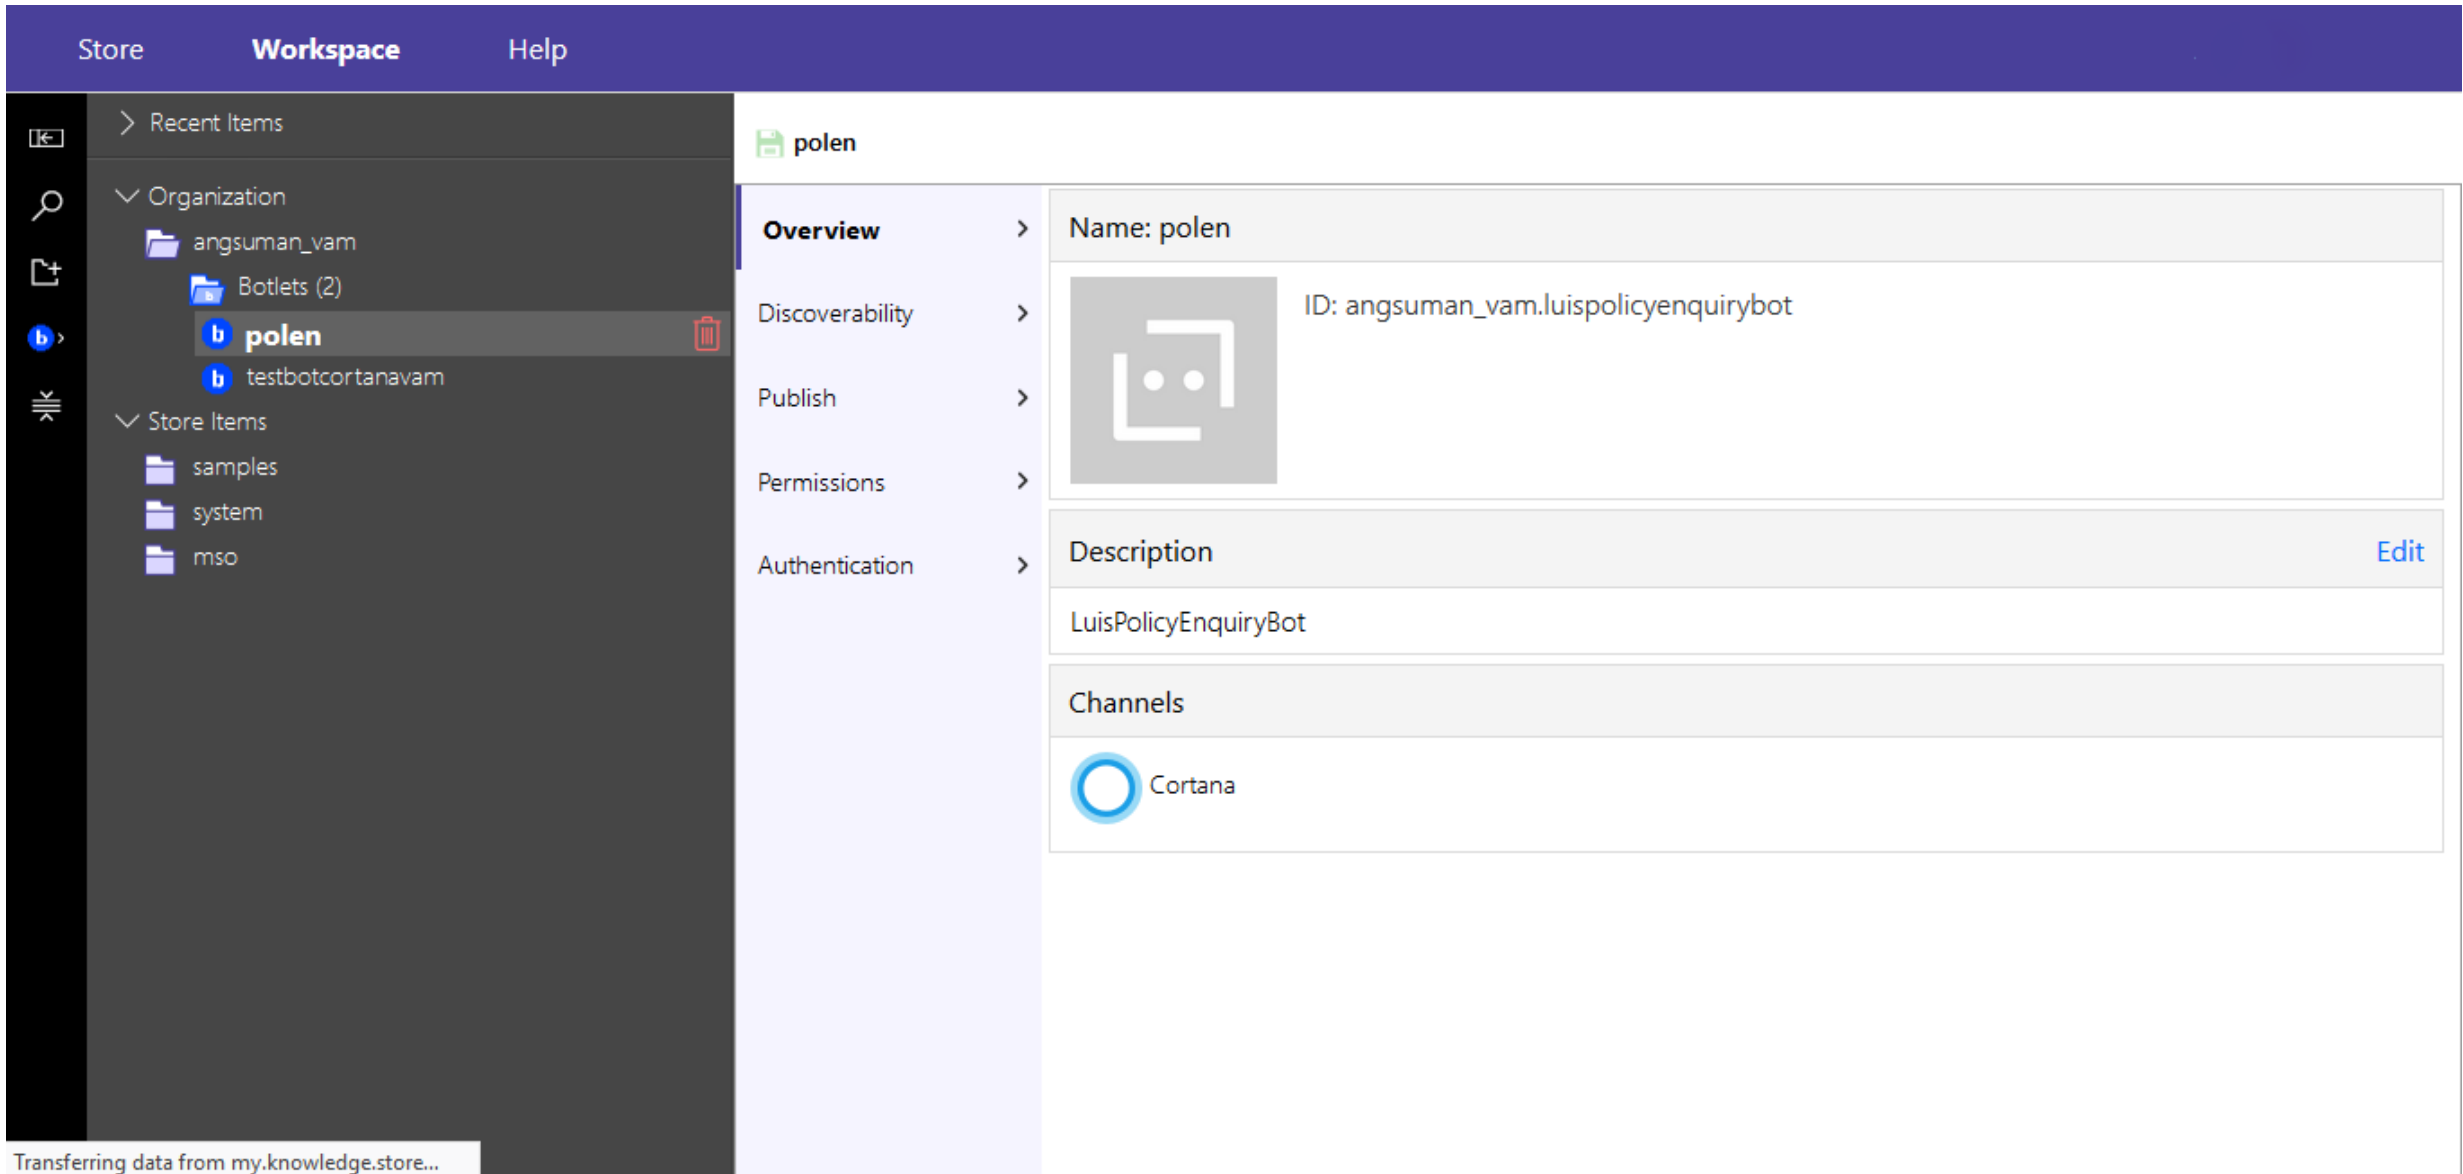 Store Workspace Help
Recent Items
Organization
angsuman_vam
Botlets (2)
b polen
b testbotcortanavam
Store Items
samples
system
mso
b
polen
Overview
Discoverability
Publish
Permissions
Authentication
Name: polen
ID: angsuman_vam.luispolicyenquirybot
Description Edit
LuisPolicyEnquiryBot
Channels
Cortana
Transferring data from my.knowledge.store...